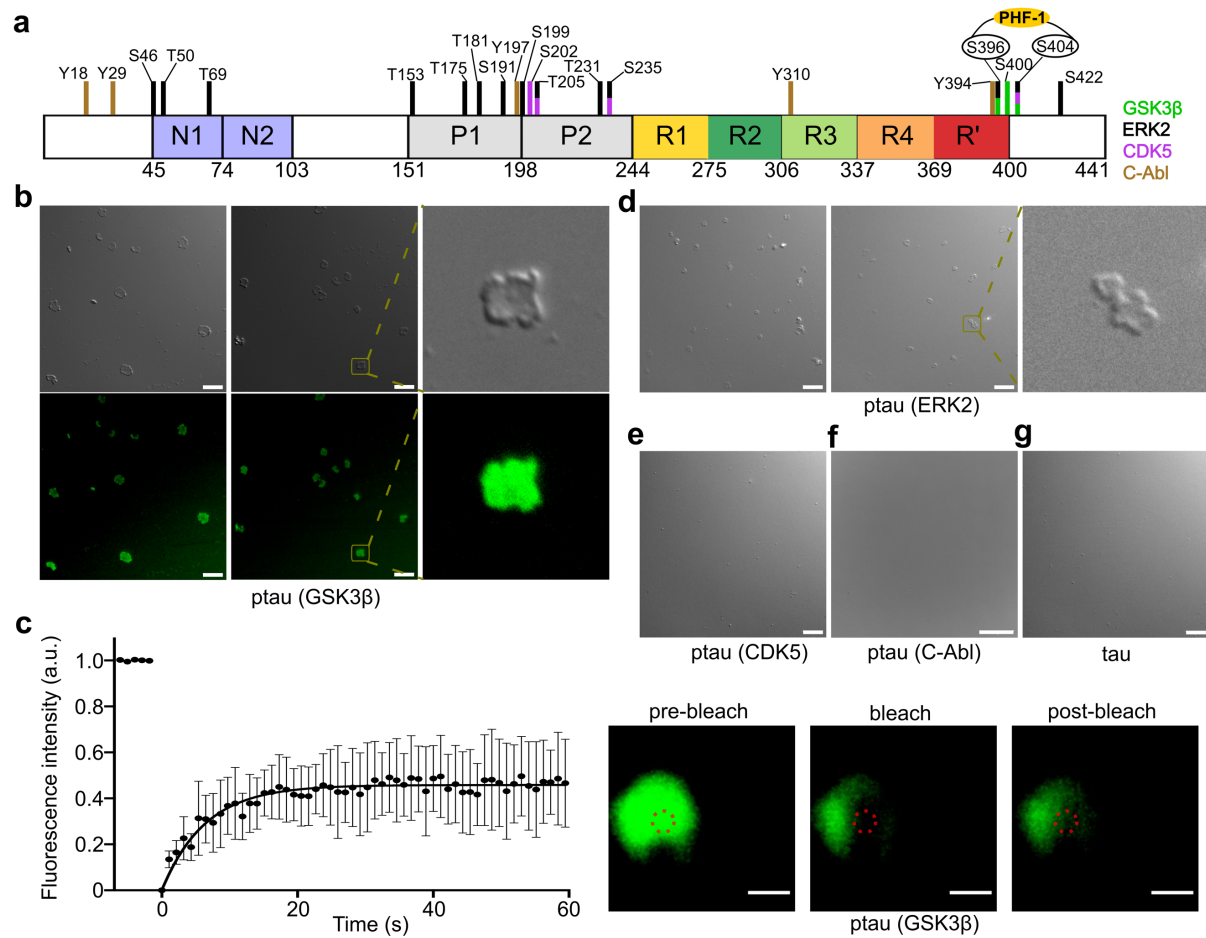 a
PHF-1
S396
S404
S400
S422
Y18
Y29
S46
T50
T69
T153
T175
T181
S191
Y197
S199
S202
T205
T231
S235
Y310
Y394
GSK3β
ERK2
CDK5
C-Abl
N1
N2
P1
P2
R1
R2
R3
R4
R'
45
74
103
151
198
244
275
306
337
369
400
441
b
ptau (GSK3β)
d
ptau (ERK2)
e
f
g
ptau (CDK5)
ptau (C-Abl)
tau
c
Fluorescence intensity (a.u.)
1.0
0.8
0.6
0.4
0.2
0
0
20
40
60
Time (s)
pre-bleach
bleach
post-bleach
ptau (GSK3β)